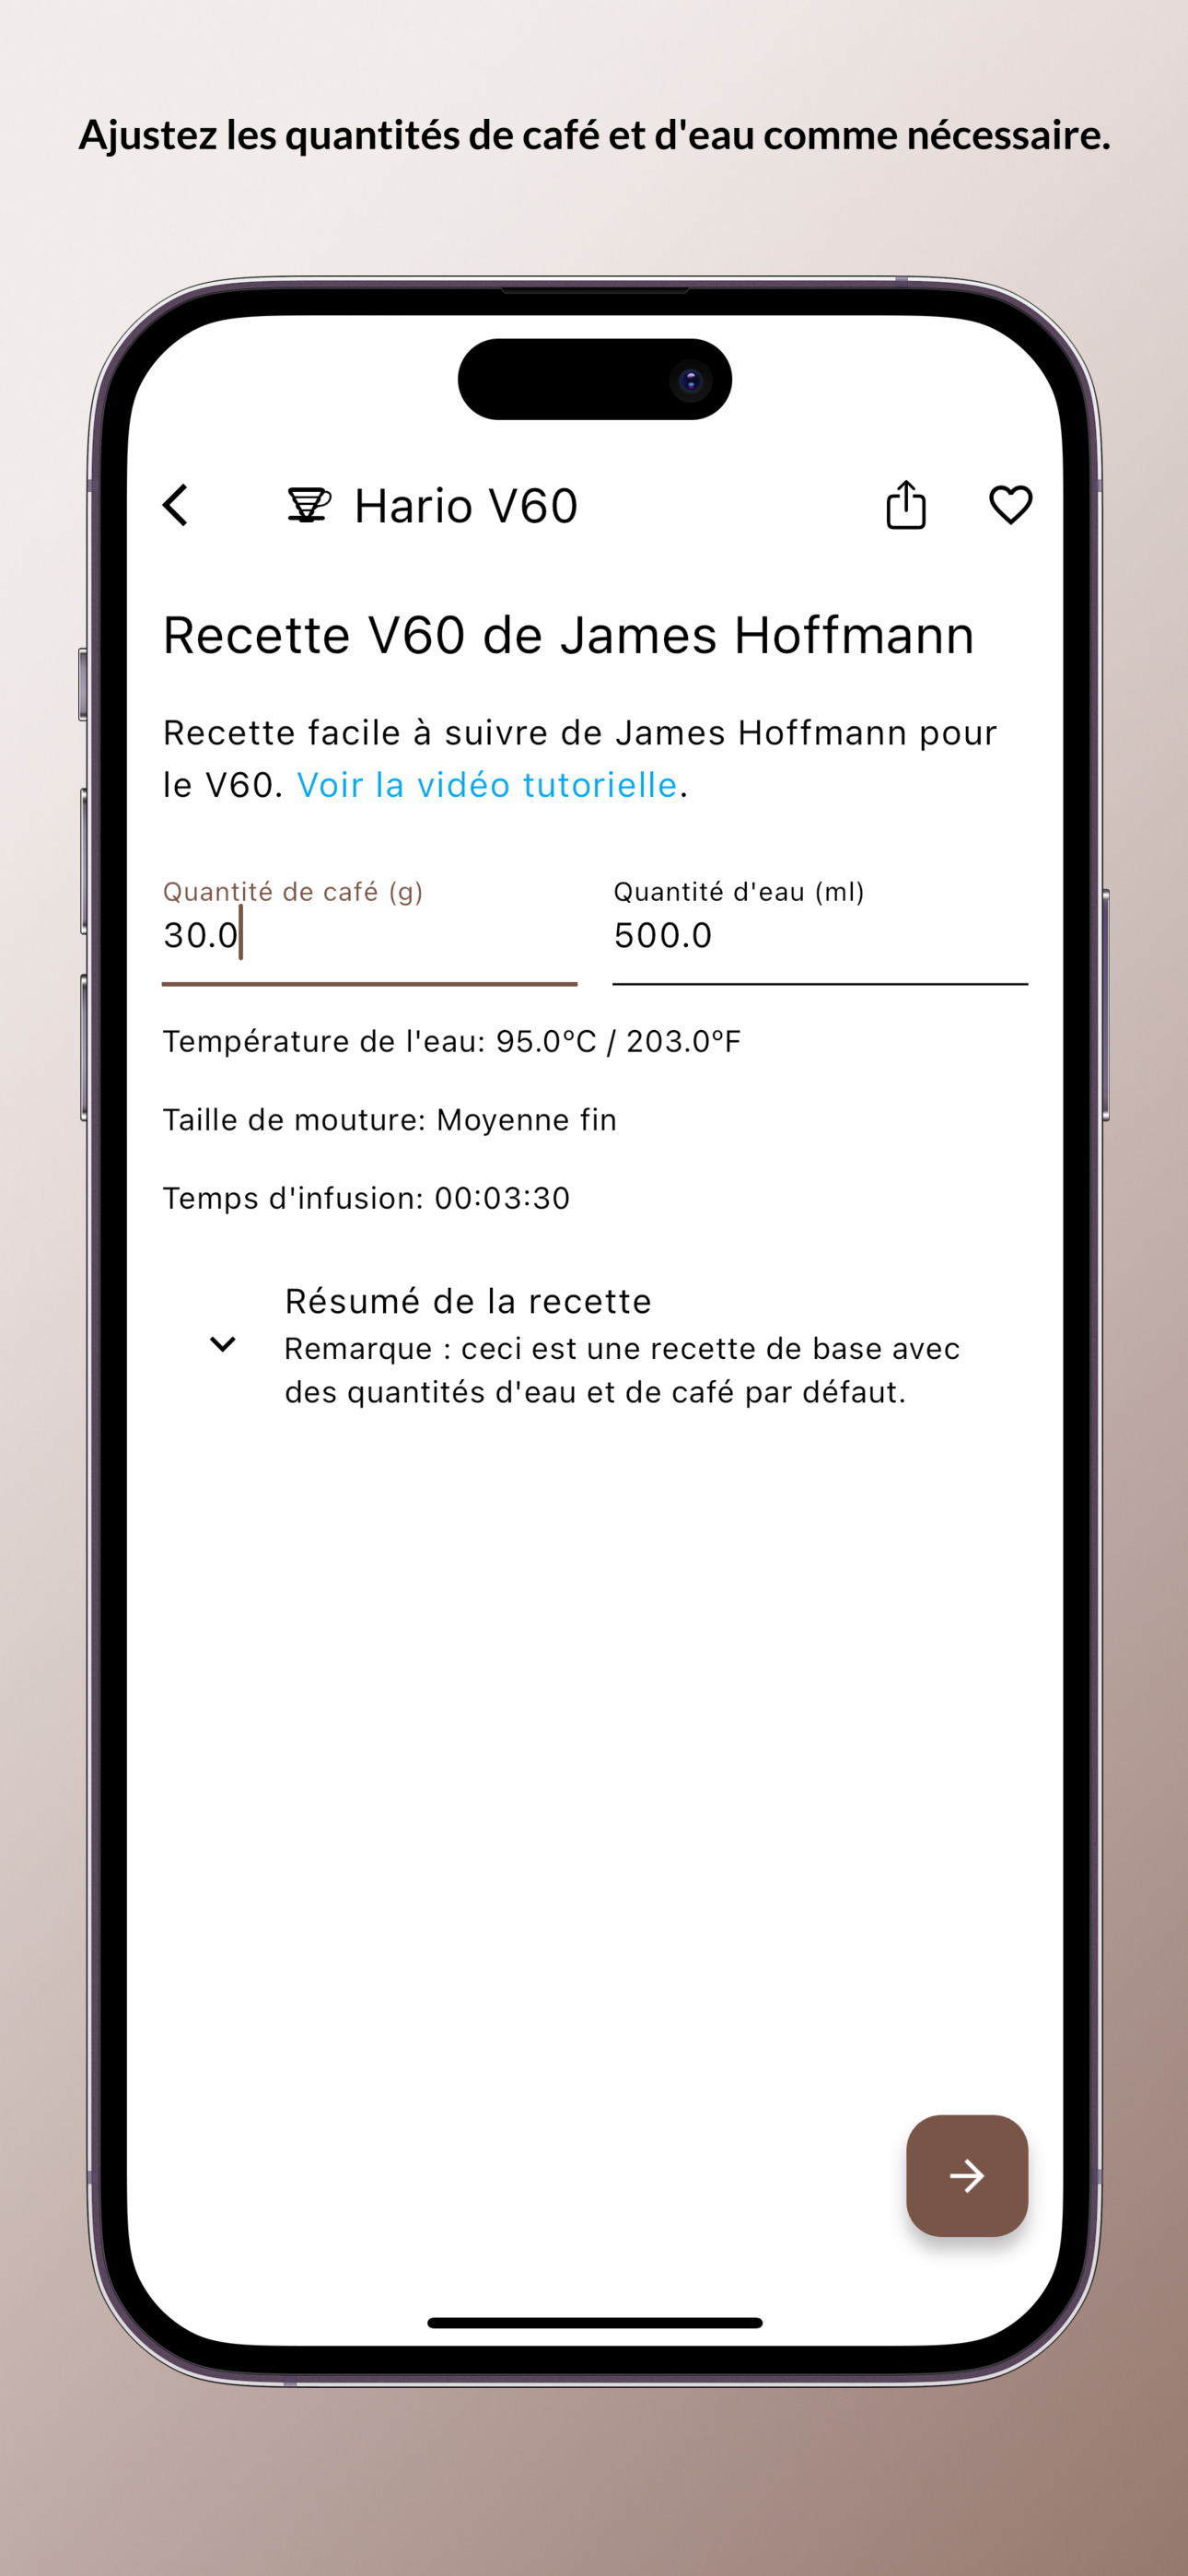 Ajustez les quantités de café et d'eau comme nécessaire.
Hario V60
Recette V60 de James Hoffmann
Recette facile à suivre de James Hoffmann pour
le V60. Voir la vidéo tutorielle.
Quantité de café (g) Quantité d'eau (ml)
30.0 500.0
Température de l'eau: 95.0ºC / 203.0ºF
Taille de mouture: Moyenne fin
Temps d'infusion: 00:03:30
Résumé de la recette
Remarque : ceci est une recette de base avec
des quantités d'eau et de café par défaut.